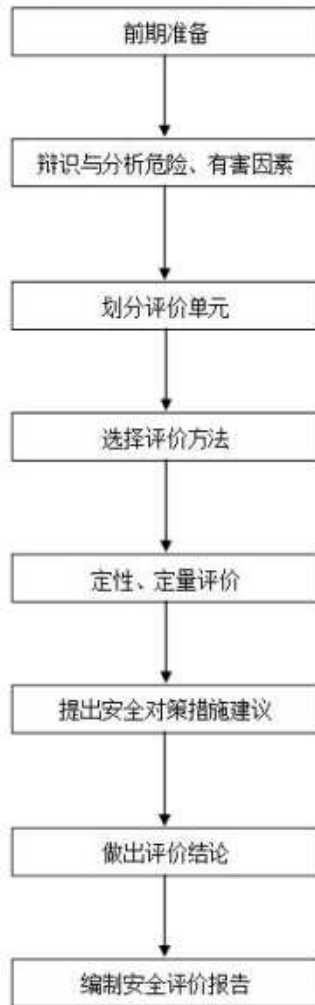 前期准备
辩识与分析危险、有害因素
划分评价单元
选择评价方法
定性、定量评价
提出安全对策措施建议
做出评价结论
编制安全评价报告